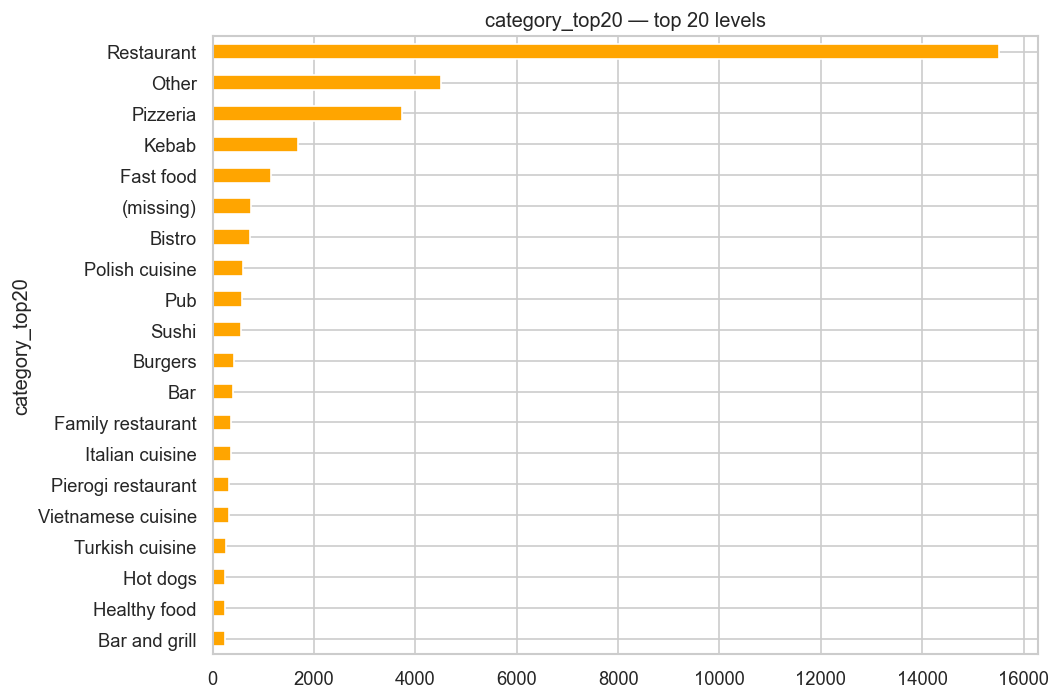 category_top20 — top 20 levels
Restaurant
Other
Pizzeria
Kebab
Fast food
(missing)
Bistro
Polish cuisine
Pub
Sushi
Burgers
Bar
Family restaurant
Italian cuisine
Pierogi restaurant
Vietnamese cuisine
Turkish cuisine
Hot dogs
Healthy food
Bar and grill
category_top20
0 2000 4000 6000 8000 10000 12000 14000 16000